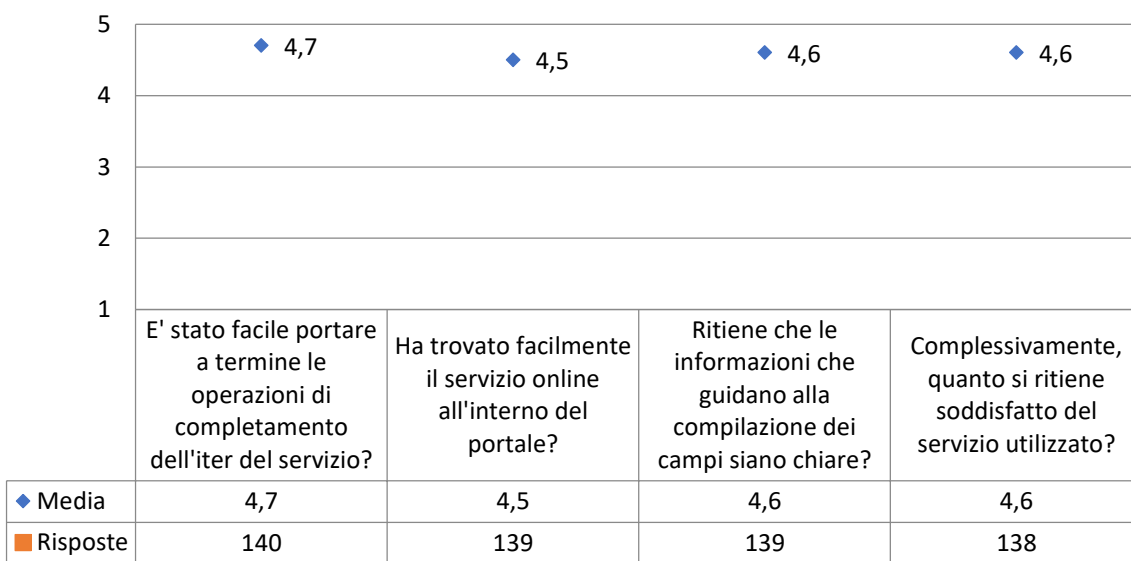 5
4,7
4,5
4,6
4,6
4
3
2
1
E' stato facile portare
a termine le
operazioni di
completamento
dell'iter del servizio?
Ha trovato facilmente
il servizio online
all'interno del
portale?
Ritiene che le
informazioni che
guidano alla
compilazione dei
campi siano chiare?
Complessivamente,
quanto si ritiene
soddisfatto del
servizio utilizzato?
Media 4,7 4,5 4,6 4,6
Risposte 140 139 139 138